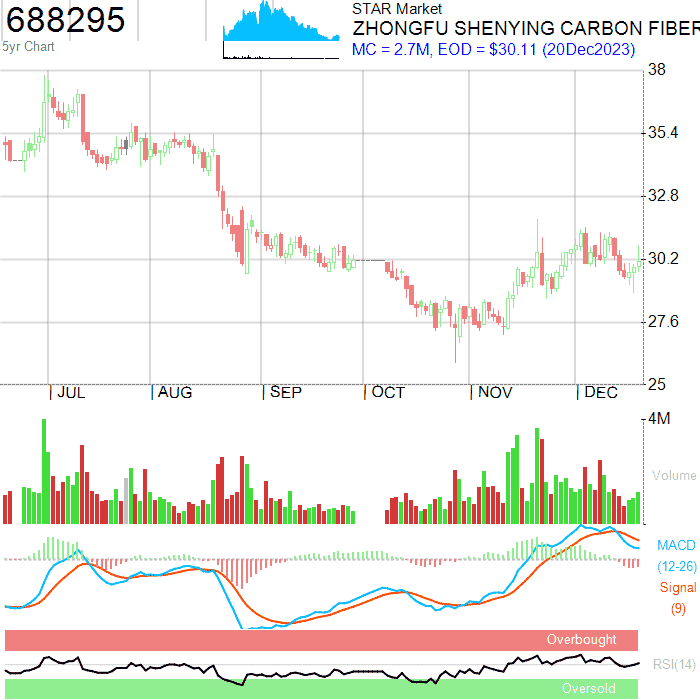 688295
5yr Chart
STAR Market
ZHONGFU SHENYING CARBON FIBER
MC = 2.7M, EOD = $30.11 (20Dec2023)
38
35.4
32.8
30.2
27.6
25
JUL
AUG
SEP
OCT
NOV
DEC
4M
Volume
MACD
(12-26)
Signal
(9)
Overbought
RSI(14)
Oversold